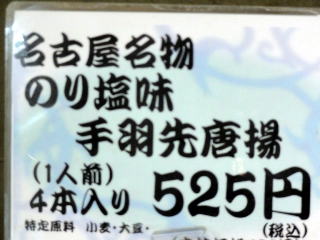 名古屋名物
のり塩味
手羽先唐揚
(1人前)
4本入り 525円
(税込)
特定原料 小麦・大豆・